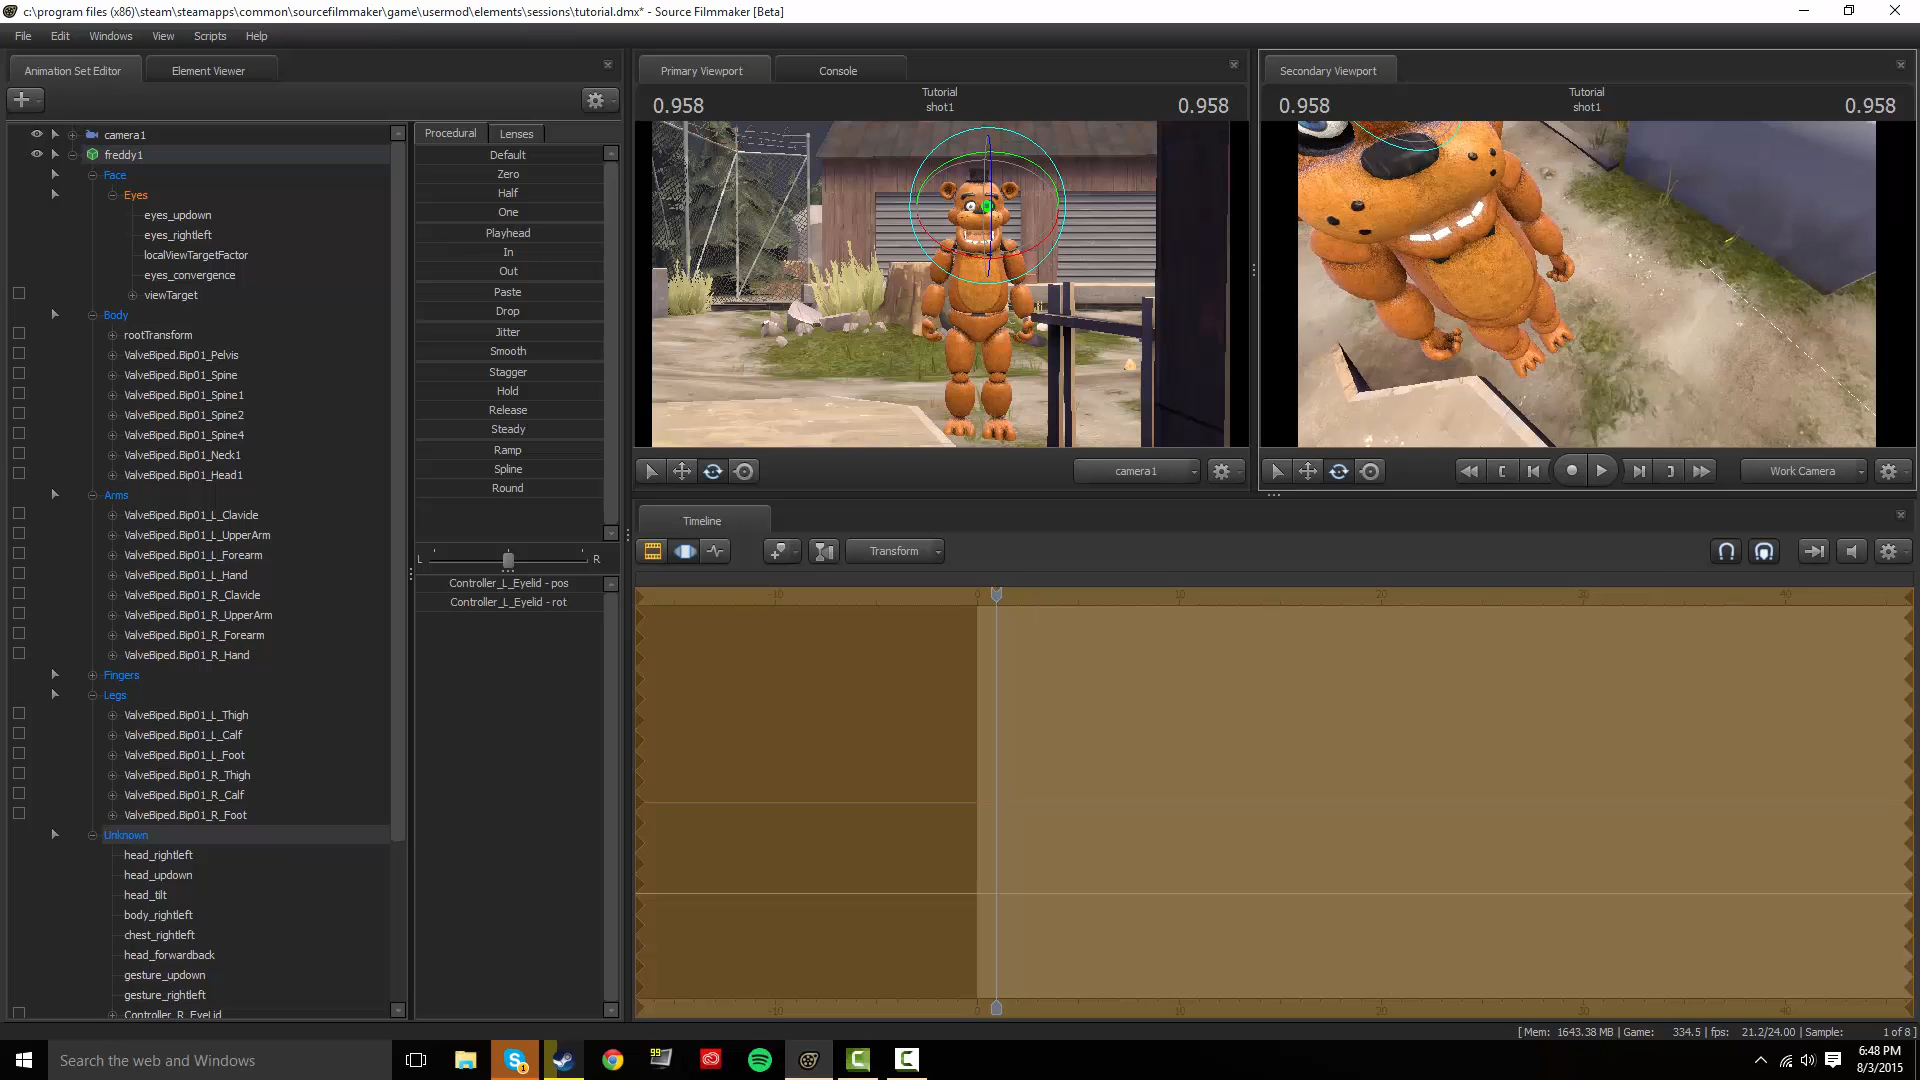 c:\program files (x86)\steam\steamapps\common\sourcefilmmaker\game\usermod\elements\sessions\tutorial.dmx* - Source Filmmaker [Beta]
File Edit Windows View Scripts Help
Animation Set Editor Element Viewer
camera1
freddy1
Face
Eyes
eyes_updown
eyes_rightleft
localViewTargetFactor
eyes_convergence
viewTarget
Body
rootTransform
ValveBiped.Bip01_Pelvis
ValveBiped.Bip01_Spine
ValveBiped.Bip01_Spine1
ValveBiped.Bip01_Spine2
ValveBiped.Bip01_Spine4
ValveBiped.Bip01_Neck1
ValveBiped.Bip01_Head1
Arms
ValveBiped.Bip01_L_Clavicle
ValveBiped.Bip01_L_UpperArm
ValveBiped.Bip01_L_Forearm
ValveBiped.Bip01_L_Hand
ValveBiped.Bip01_R_Clavicle
ValveBiped.Bip01_R_UpperArm
ValveBiped.Bip01_R_Forearm
ValveBiped.Bip01_R_Hand
Fingers
Legs
ValveBiped.Bip01_L_Thigh
ValveBiped.Bip01_L_Calf
ValveBiped.Bip01_L_Foot
ValveBiped.Bip01_R_Thigh
ValveBiped.Bip01_R_Calf
ValveBiped.Bip01_R_Foot
Unknown
head_rightleft
head_updown
head_tilt
body_rightleft
chest_rightleft
head_forwardback
gesture_updown
gesture_rightleft
Controller_R_EyeLid
Procedural Lenses
Default
Zero
Half
One
Playhead
In
Out
Paste
Drop
Jitter
Smooth
Stagger
Hold
Release
Steady
Ramp
Spline
Round
L R
Controller_L_Eyelid - pos
Controller_L_Eyelid - rot
Primary Viewport Console
Tutorial
0.958 shot1 0.958
camera1
Secondary Viewport
Tutorial
0.958 shot1 0.958
Work Camera
Timeline
Transform
-10 0 10 20 30 40
-10 0 10 20 30 40
[ Mem: 1643.38 MB | Game: 334.5 | fps: 21.2/24.00 | Sample: 1 of 8 ]
Search the web and Windows
1
99
6:48 PM
8/3/2015